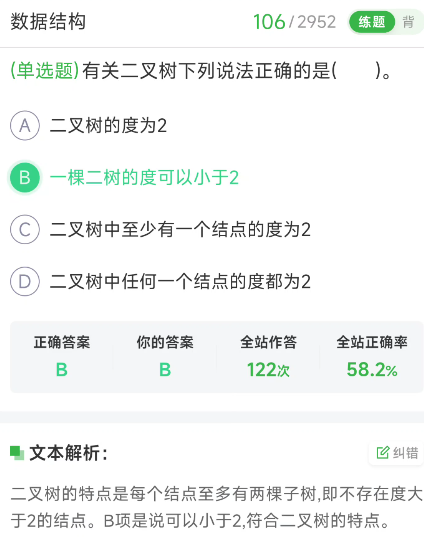 数据结构 106/2952 练题 背
(单选题)有关二叉树下列说法正确的是( )。
A 二叉树的度为2
B 一棵二树的度可以小于2
C 二叉树中至少有一个结点的度为2
D 二叉树中任何一个结点的度都为2
正确答案 你的答案 全站作答 全站正确率
B B 122次 58.2%
文本解析: 纠错
二叉树的特点是每个结点至多有两棵子树,即不存在度大
于2的结点。B项是说可以小于2,符合二叉树的特点。